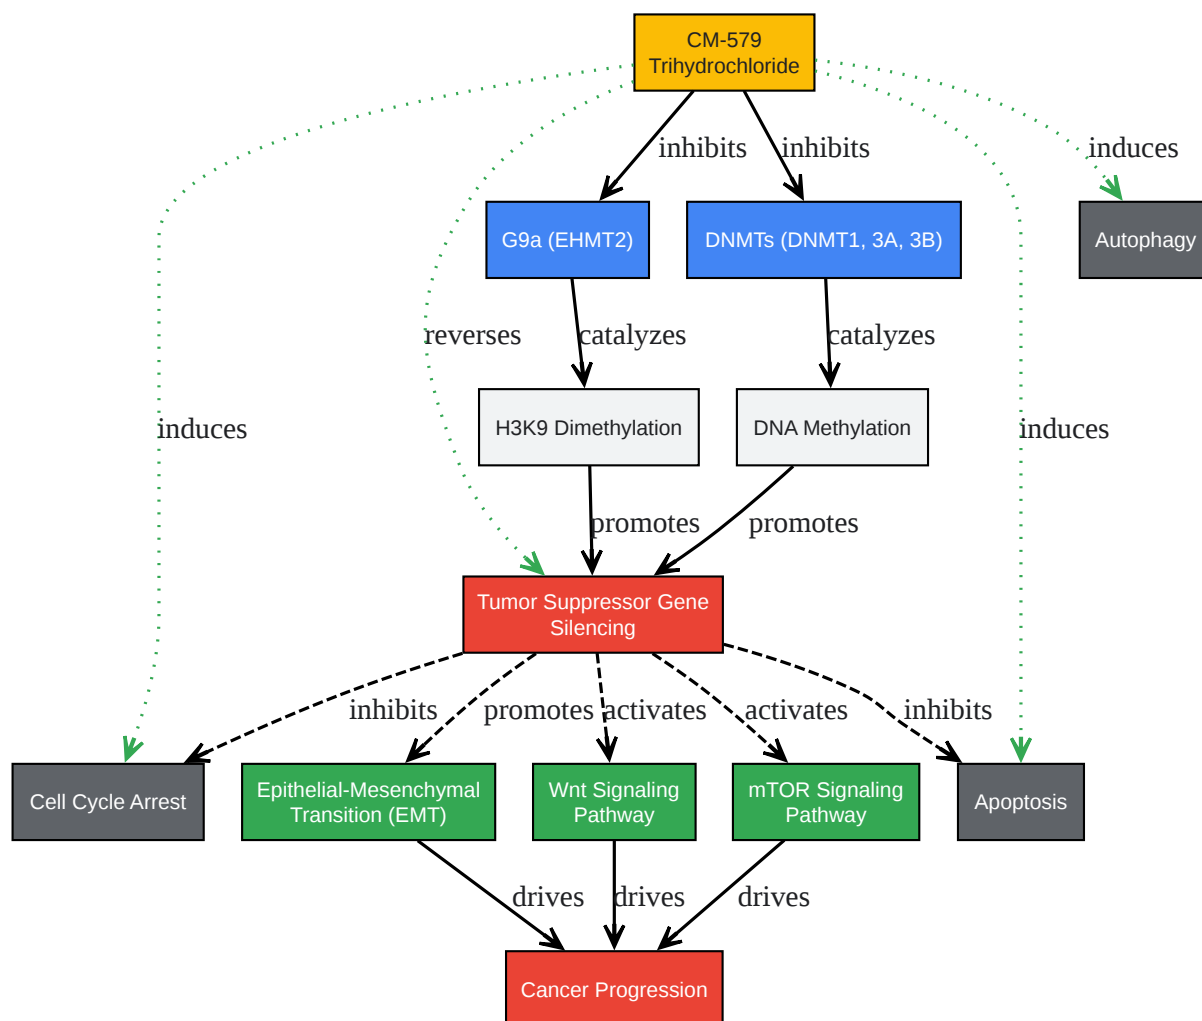 CM-579
Trihydrochloride
inhibits
inhibits
induces
G9a (EHMT2)
DNMTs (DNMT1, 3A, 3B)
Autophagy
reverses
catalyzes
catalyzes
induces
H3K9 Dimethylation
DNA Methylation
induces
promotes
promotes
Tumor Suppressor Gene
Silencing
inhibits
promotes
activates
activates
inhibits
Cell Cycle Arrest
Epithelial-Mesenchymal
Transition (EMT)
Wnt Signaling
Pathway
mTOR Signaling
Pathway
Apoptosis
drives
drives
drives
Cancer Progression